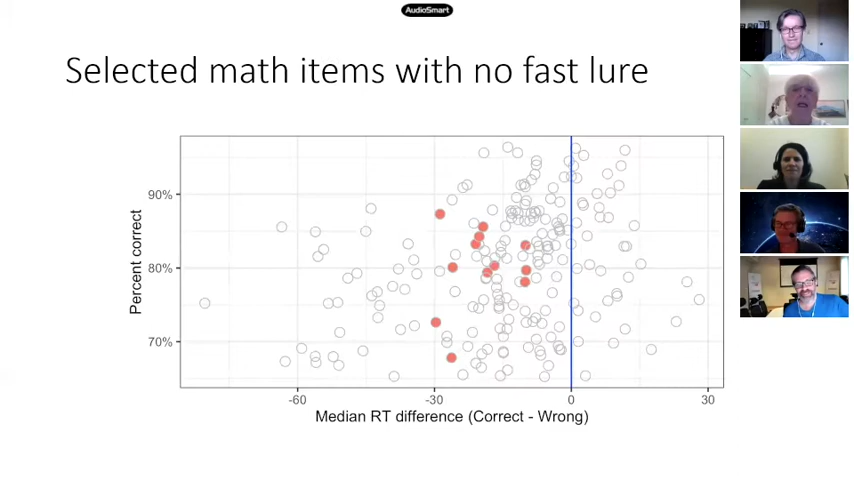 AudioSmart
Selected math items with no fast lure
90%
80%
70%
Percent correct
-60
-30
0
30
Median RT difference (Correct - Wrong)